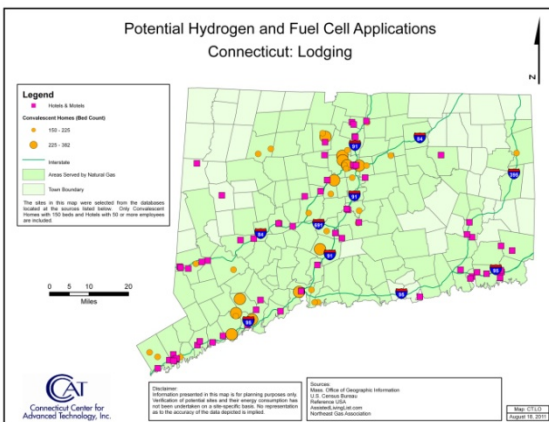 Potential Hydrogen and Fuel Cell Applications
Connecticut: Lodging
N
Legend
Hotels & Motels
Convalescent Homes (Bed Count)
150 - 225
225 - 382
Interstate
Areas Served by Natural Gas
Town Boundary
The sites in this map were selected from the databases
located at the sources listed below. Only Convalescent
Homes with 150 beds and Hotels with 50 or more employees
are included.
91
84
395
91
691
84
91
95
95
95
0 5 10 20
Miles
CCAT
Connecticut Center for
Advanced Technology, Inc.
Disclaimer:
Information presented in this map is for planning purposes only.
Verification of potential sites and their energy consumption has
not been undertaken on a site-specific basis. No representation
as to the accuracy of the data depicted is implied.
Sources:
Mass. Office of Geographic Information
U.S. Census Bureau
Reference USA
AssistedLivingList.com
Northeast Gas Association
Map: CTLO
August 18, 2011